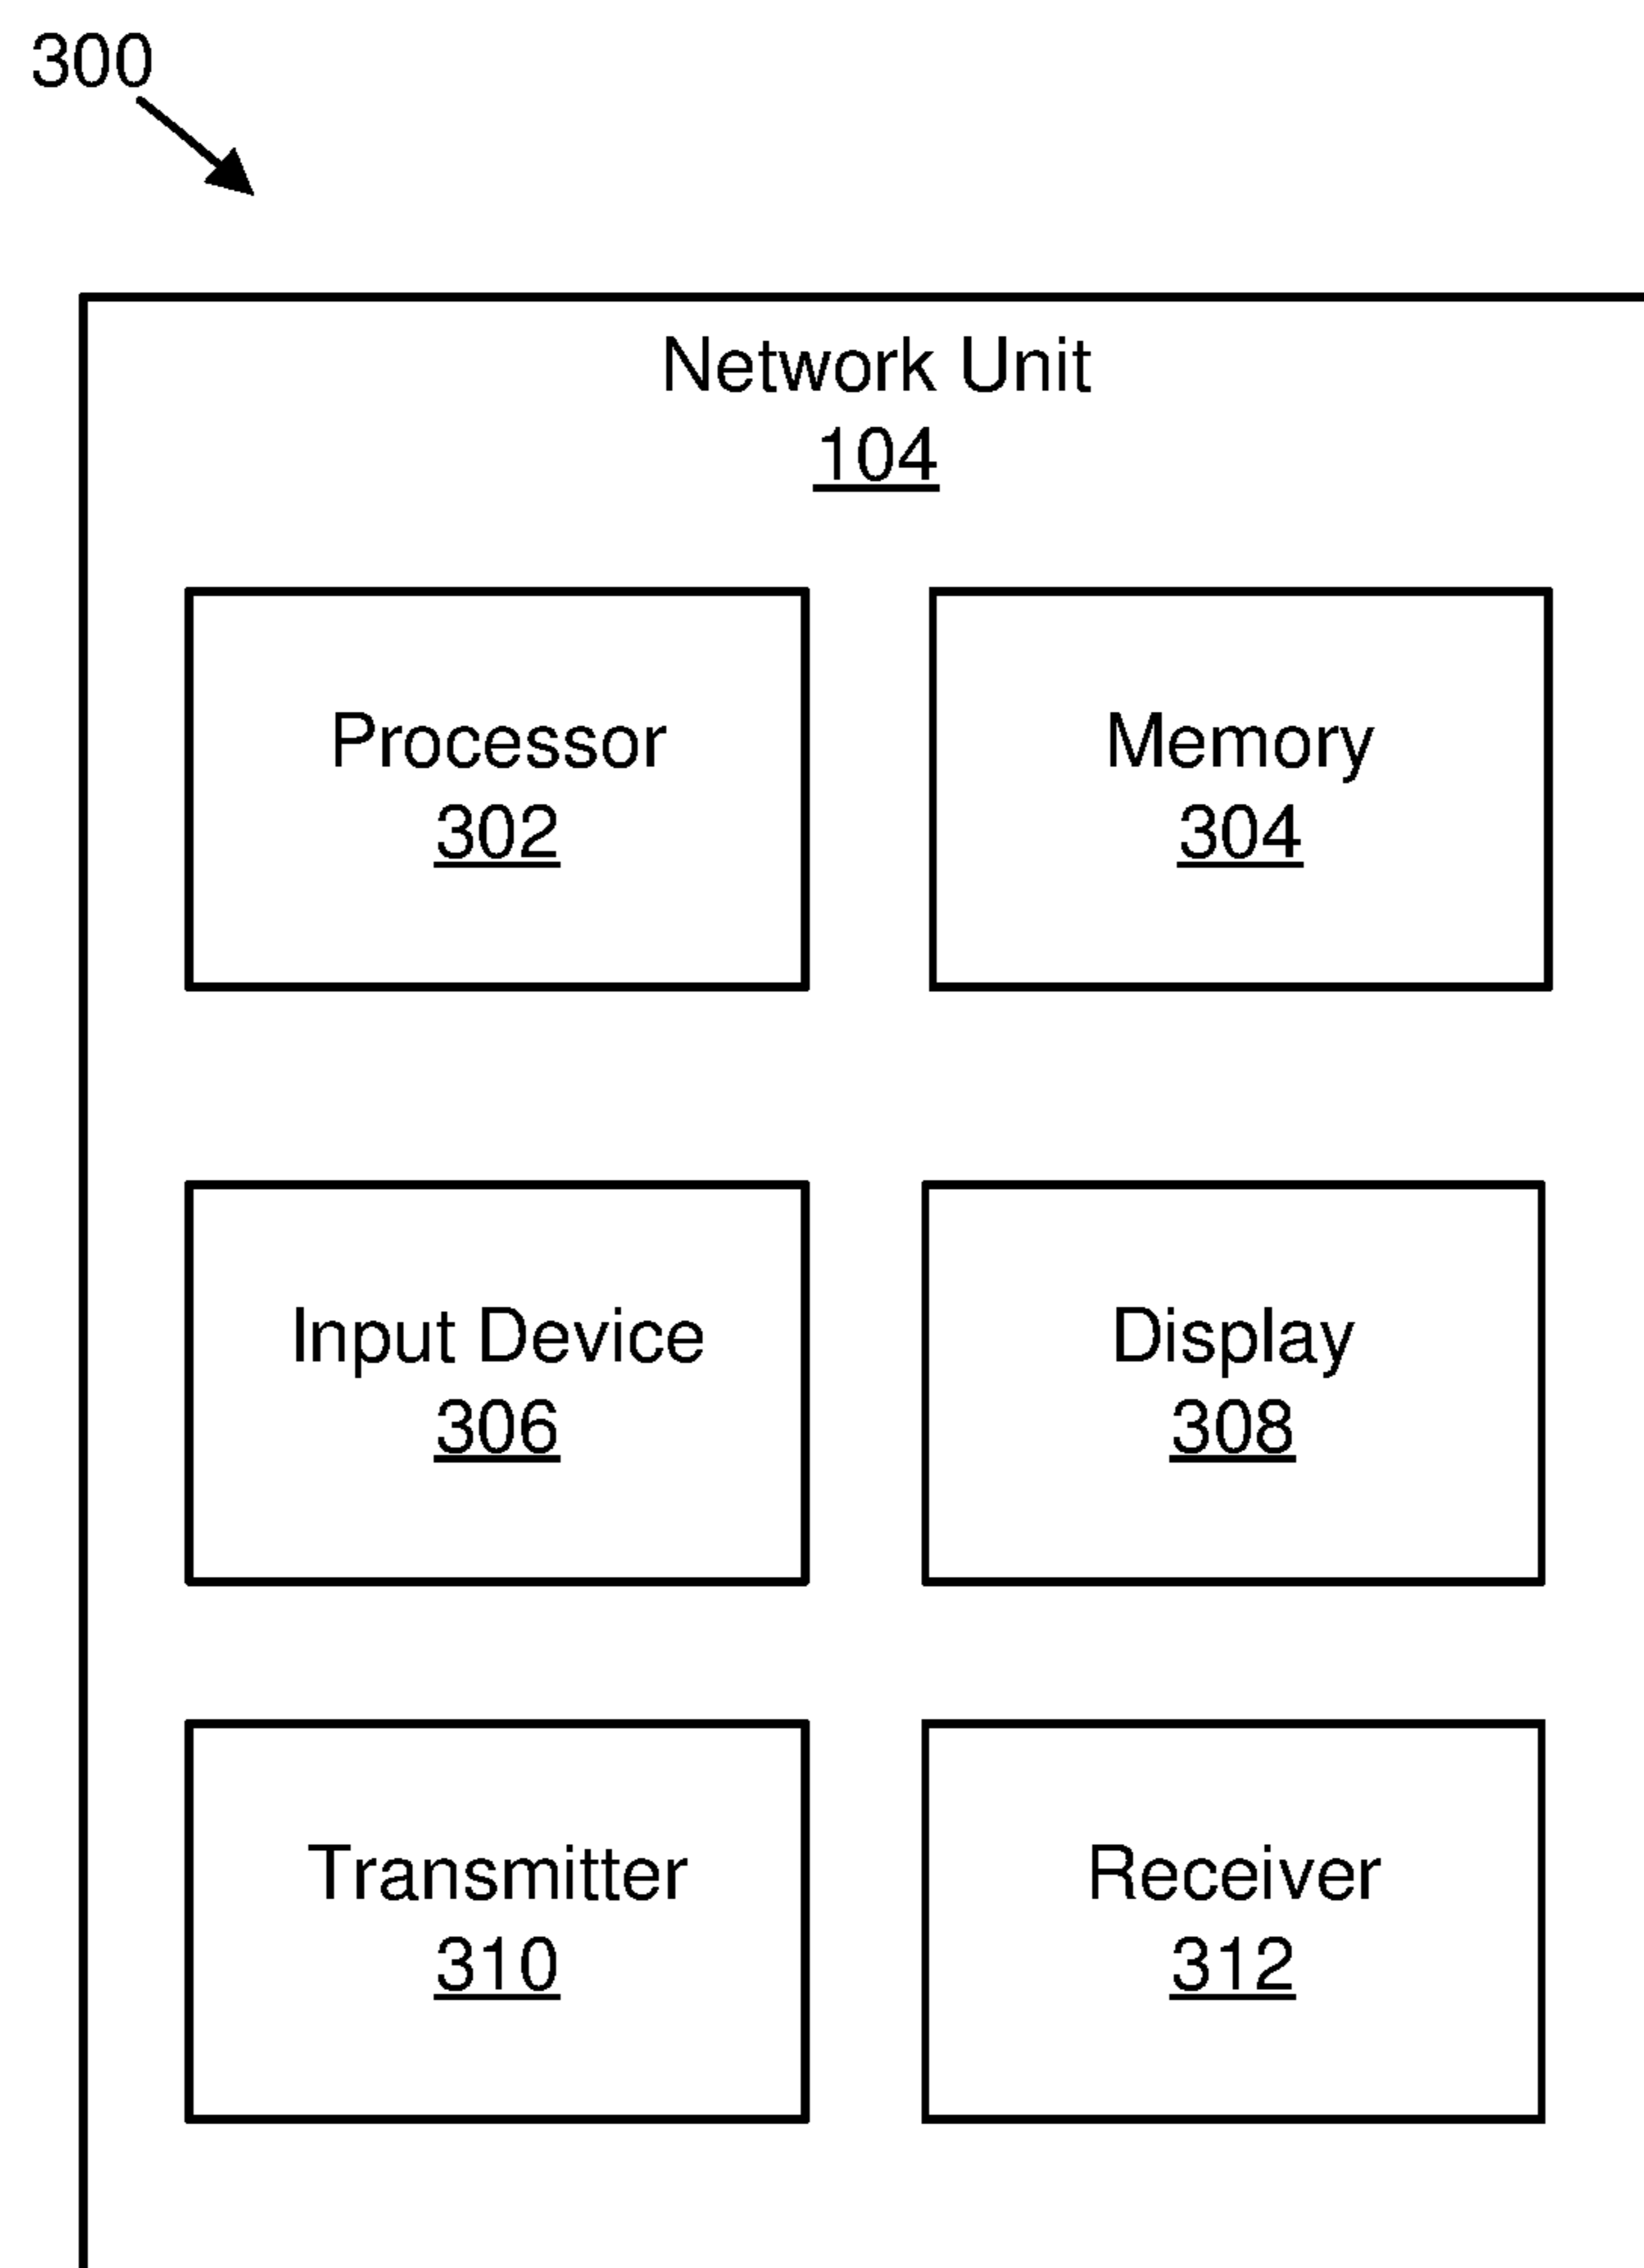 300
Network Unit
104
Processor
302
Memory
304
Input Device
306
Display
308
Transmitter
310
Receiver
312